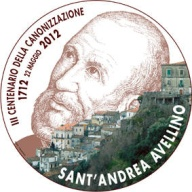 III CENTENARIO DELLA CANONIZZAZIONE
1712 22 MAGGIO 2012
SANT'ANDREA AVELLINO